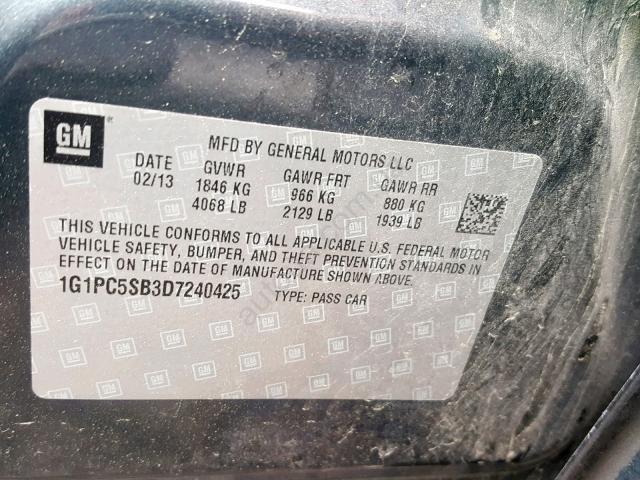 GM
MFD BY GENERAL MOTORS LLC
DATE GVWR GAWR FRT GAWR RR
02/13 1846 KG 966 KG 880 KG
4068 LB 2129 LB 1939 LB
THIS VEHICLE CONFORMS TO ALL APPLICABLE U.S. FEDERAL MOTOR
VEHICLE SAFETY, BUMPER, AND THEFT PREVENTION STANDARDS IN
EFFECT ON THE DATE OF MANUFACTURE SHOWN ABOVE.
1G1PC5SB3D7240425 TYPE: PASS CAR